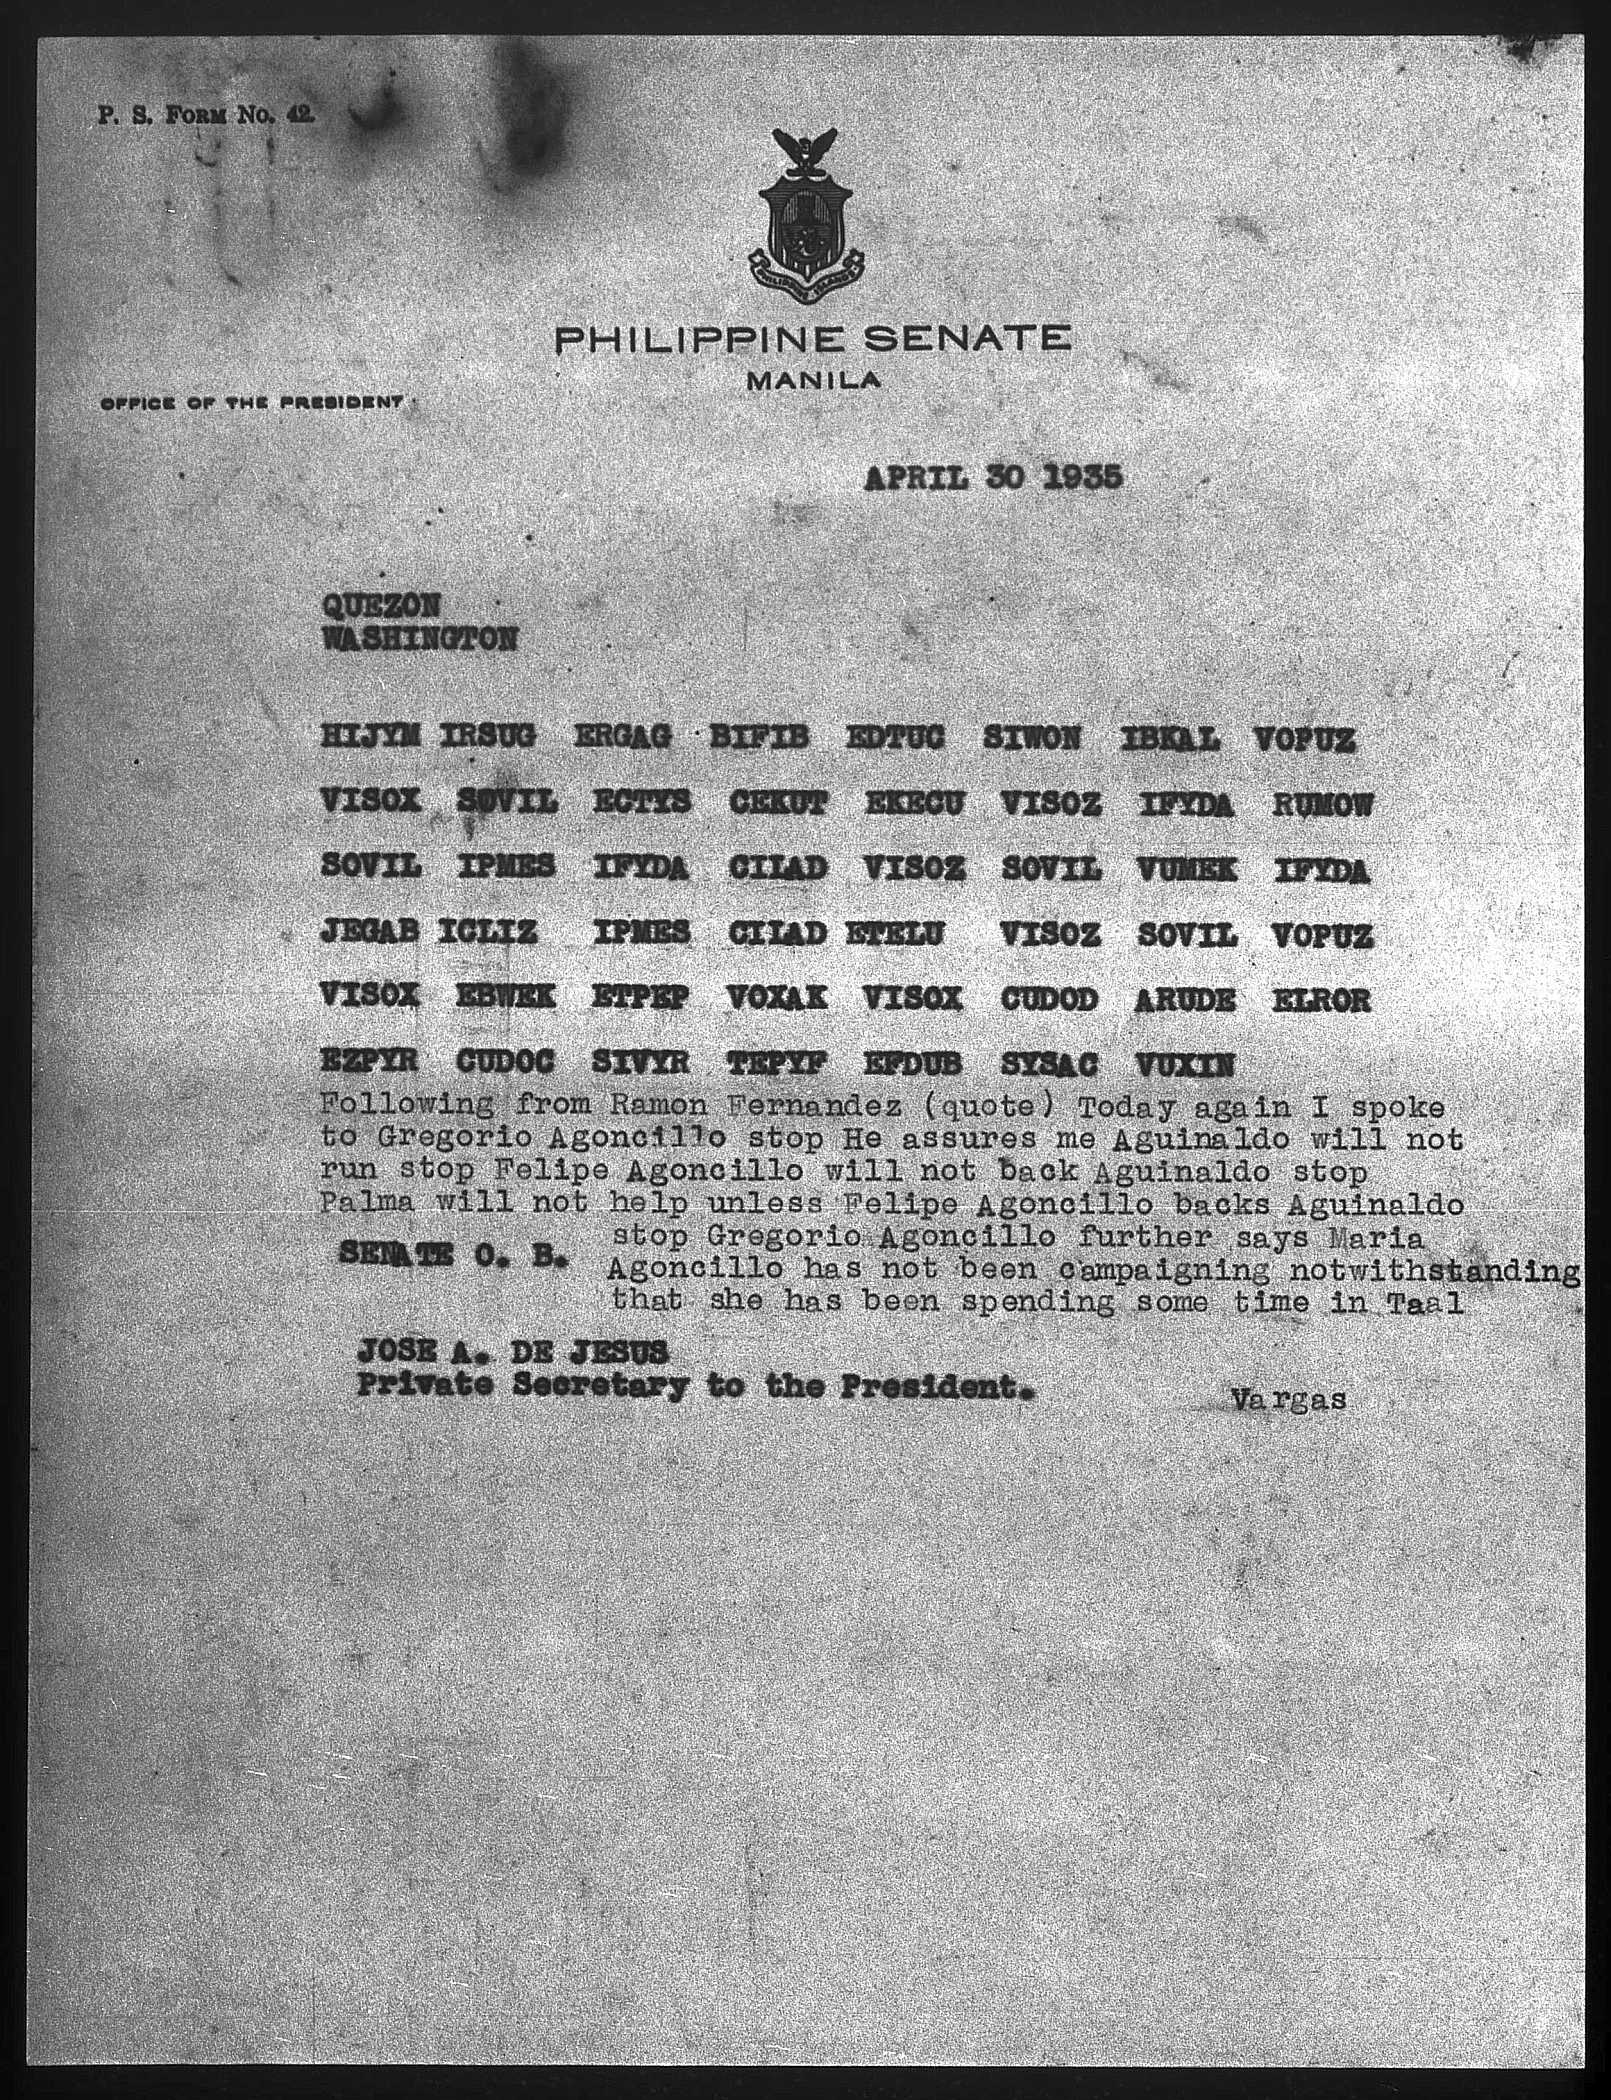 P. S. FORM No. 42.
PHILIPPINE SENATE
MANILA
OFFICE OF THE PRESIDENT
APRIL 30 1935
QUEZON
WASHINGTON
HIJYM IRSUG ERGAG BIFIB EDTUC SIWON IBKAL VOPUZ
VISOX SOVIL ECTYS CEKUT EKECU VISOZ IFYDA RUMOW
SOVIL IPMES IFYDA CILAD VISOZ SOVIL VUMEK IFYDA
JEGAB ICLIZ IPMES CILAD ETELU VISOZ SOVIL VOPUZ
VISOX EBWEK ETPEP VOXAK VISOX CUDOD ARUDE ELROR
EZPYR CUDOC SIVYR TEPYF EFDUB SYSAC VUXIN
Following from Ramon Fernandez (quote) Today again I spoke
to Gregorio Agoncillo stop He assures me Aguinaldo will not
run stop Felipe Agoncillo will not back Aguinaldo stop
Palma will not help unless Felipe Agoncillo backs Aguinaldo
stop Gregorio Agoncillo further says Maria
SENATE O. B.
Agoncillo has not been campaigning notwithstanding
that she has been spending some time in Taal
JOSE A. DE JESUS
Private Secretary to the President.
Vargas